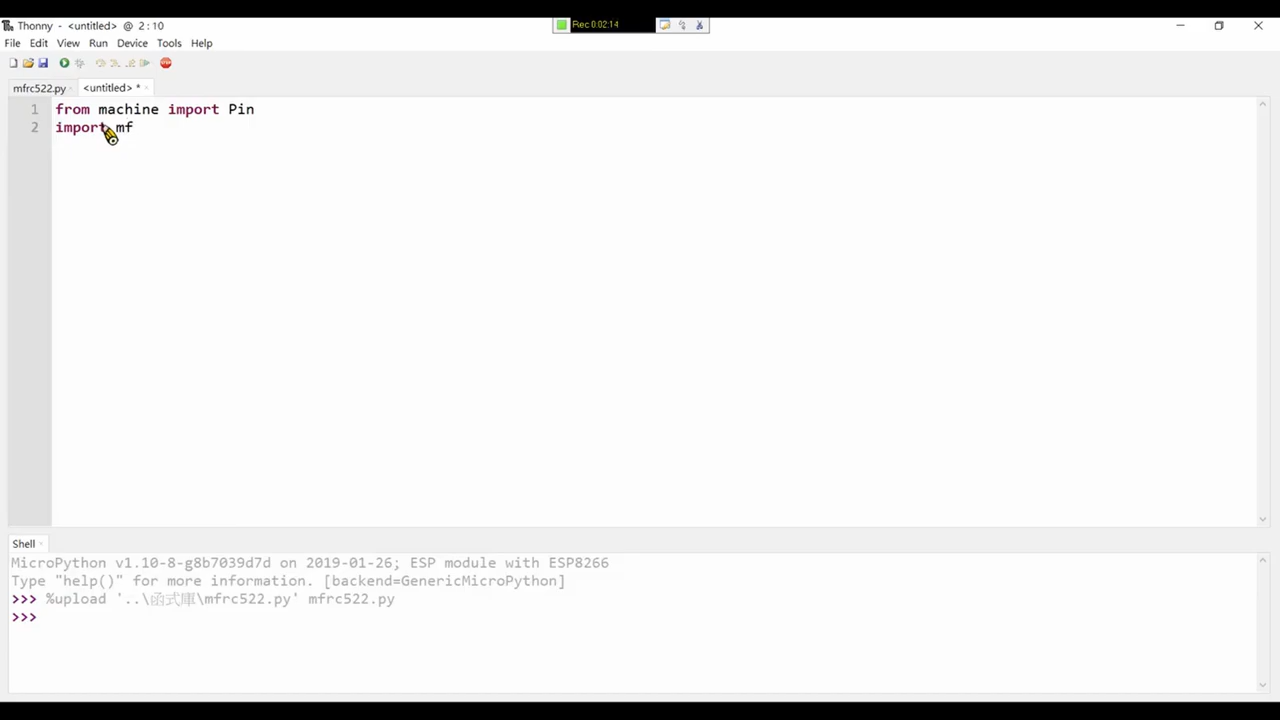 Thonny - <untitled> @ 2 : 10
Rec 0:02:14
File Edit View Run Device Tools Help
mfrc522.py <untitled> *
1 from machine import Pin
2 import mf
Shell
MicroPython v1.10-8-g8b7039d7d on 2019-01-26; ESP module with ESP8266
Type "help()" for more information. [backend=GenericMicroPython]
>>> %upload '..\函式庫\mfrc522.py' mfrc522.py
>>>